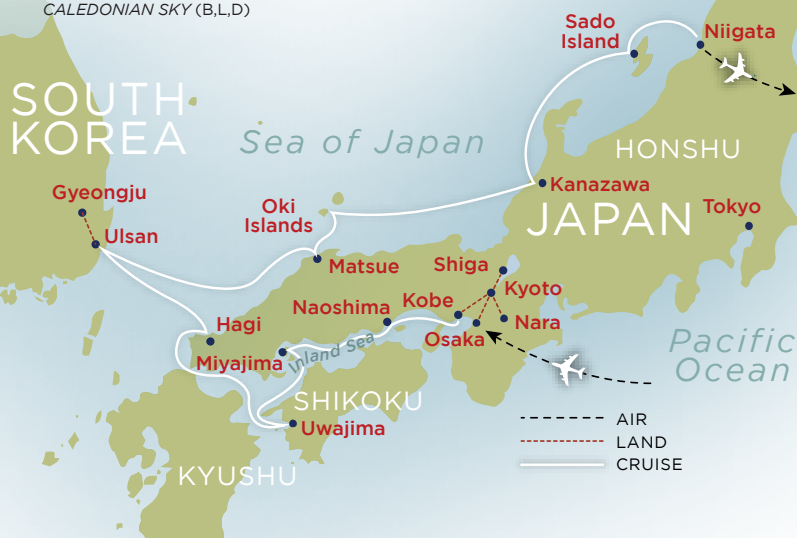 CALEDONIAN SKY (B,L,D)
Sado
Island
Niigata
SOUTH
KOREA
Sea of Japan
HONSHU
Gyeongju
Kanazawa
Oki
Islands
JAPAN
Tokyo
Ulsan
Matsue
Shiga
Kyoto
Naoshima
Kobe
Nara
Hagi
Osaka
Miyajima
Inland Sea
Pacific
Ocean
SHIKOKU
AIR
Uwajima
LAND
CRUISE
KYUSHU